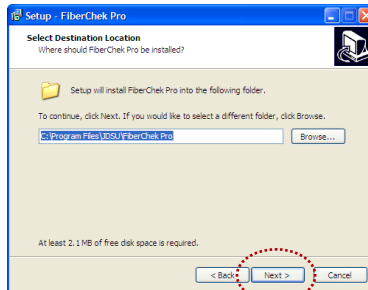 Setup - FiberChek Pro
Select Destination Location
Where should FiberChek Pro be installed?
Setup will install FiberChek Pro into the following folder.
To continue, click Next. If you would like to select a different folder, click Browse.
C:\Program Files\JDSU\FiberChek Pro
Browse...
At least 2.1 MB of free disk space is required.
< Back
Next >
Cancel